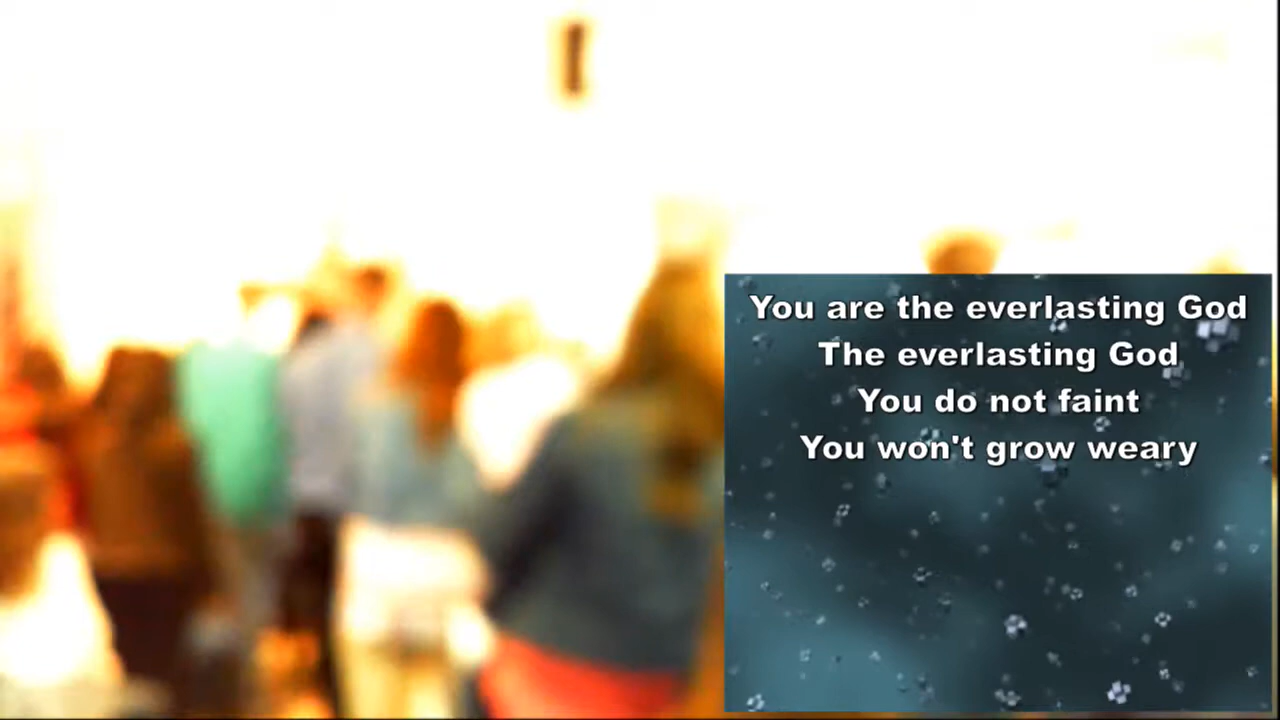 You are the everlasting God
The everlasting God
You do not faint
You won't grow weary